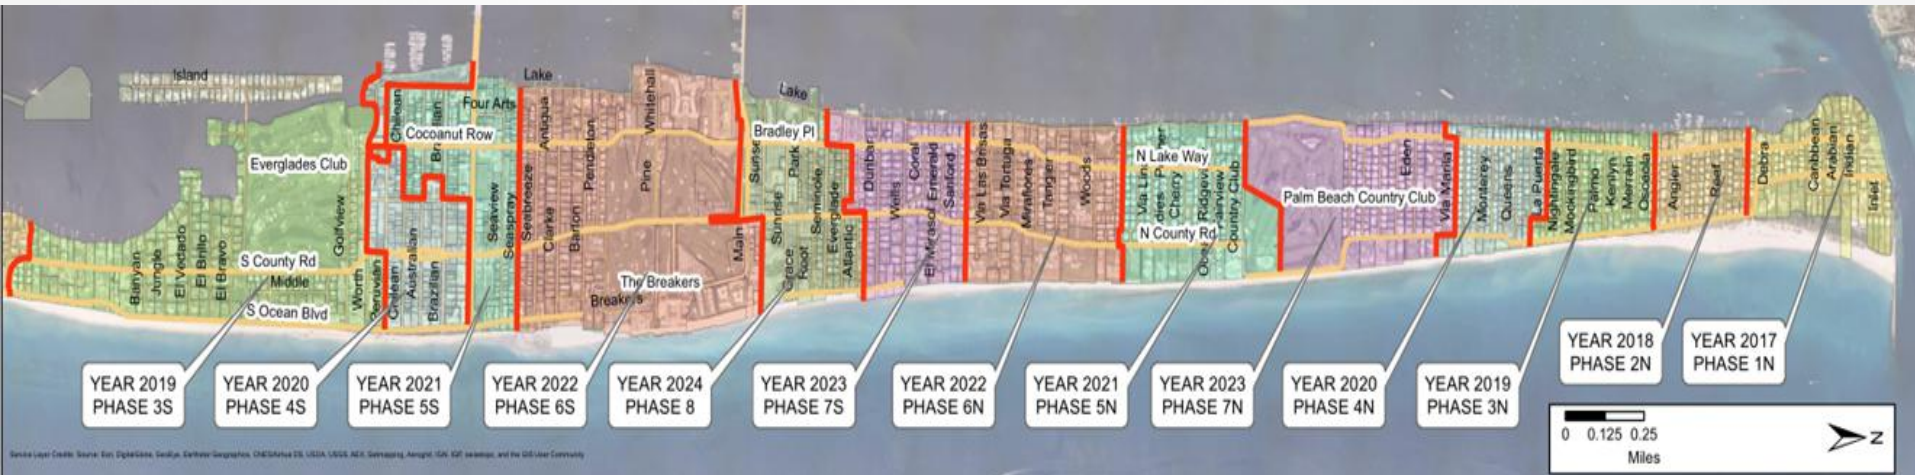 Island
Lake
Lake
Whitehall
Four Arts
Chilean
Brazilian
Cocoanut Row
Antigua
Pendleton
Pine
Bradley Pl
Sunset
Park
Everglades Club
Golfview
Seaview
Seaspray
Seabreeze
Clarke
Barton
Main
Sunrise
Seminole
Everglade
Atlantic
Grace
Root
Dunbar
Wells
Coral
Emerald
Sanford
El Mirasol
Via Las Brisas
Via Tortuga
Miraflores
Tangier
Woods
N Lake Way
Cherry
Country Club
N County Rd
Palm Beach Country Club
Eden
Via Maria
Monterey
Queens
La Puerta
Nightingale
Mockingbird
Palmo
Kenlyn
Merrain
Osceola
Angler
Reef
Debra
Caribbean
Arabian
Indian
Inlet
Banyan
Jungle
El Vedado
El Brillo
El Bravo
S County Rd
Middle
S Ocean Blvd
Worth
Peruvian
Chilean
Australian
Brazilian
The Breakers
Breakers
YEAR 2019
PHASE 3S
YEAR 2020
PHASE 4S
YEAR 2021
PHASE 5S
YEAR 2022
PHASE 6S
YEAR 2024
PHASE 8
YEAR 2023
PHASE 7S
YEAR 2022
PHASE 6N
YEAR 2021
PHASE 5N
YEAR 2023
PHASE 7N
YEAR 2020
PHASE 4N
YEAR 2019
PHASE 3N
YEAR 2018
PHASE 2N
YEAR 2017
PHASE 1N
0 0.125 0.25
Miles
N